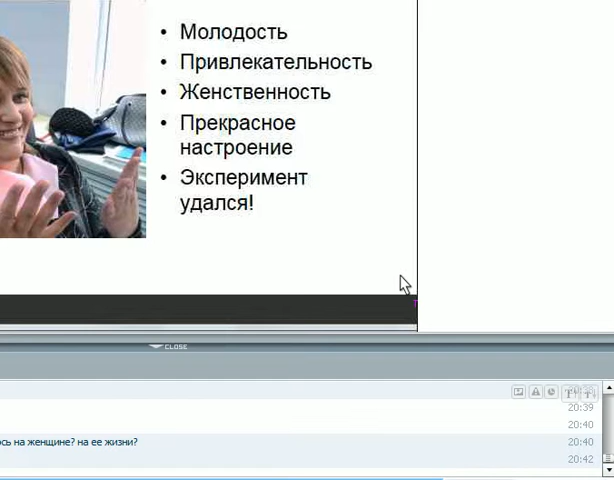 • Молодость
• Привлекательность
• Женственность
• Прекрасное
настроение
• Эксперимент
удался!
CLOSE
20:39
20:40
ось на женщине? на ее жизни?
20:40
20:42